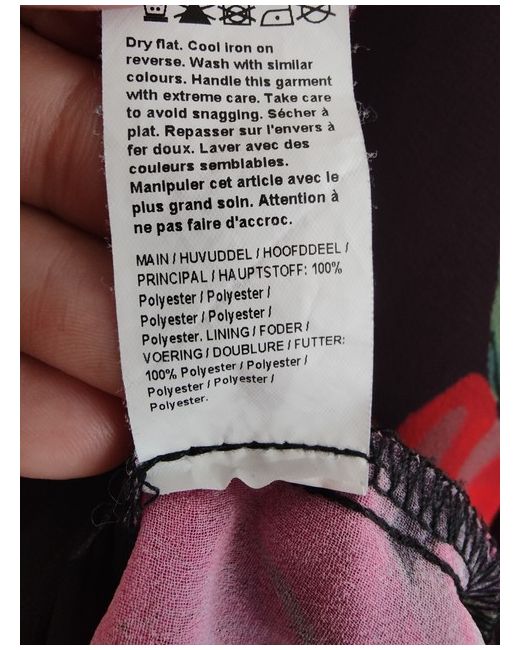 Dry flat. Cool iron on
reverse. Wash with similar
colours. Handle this garment
with extreme care. Take care
to avoid snagging. Sécher à
plat. Repasser sur l'envers à
fer doux. Laver avec des
couleurs semblables.
Manipuler cet article avec le
plus grand soin. Attention à
ne pas faire d'accroc.
MAIN / HUVUDDEL / HOOFDDEEL /
PRINCIPAL / HAUPTSTOFF: 100%
Polyester / Polyester /
Polyester / Polyester /
Polyester. LINING / FODER /
VOERING / DOUBLURE / FUTTER:
100% Polyester / Polyester /
Polyester / Polyester /
Polyester.